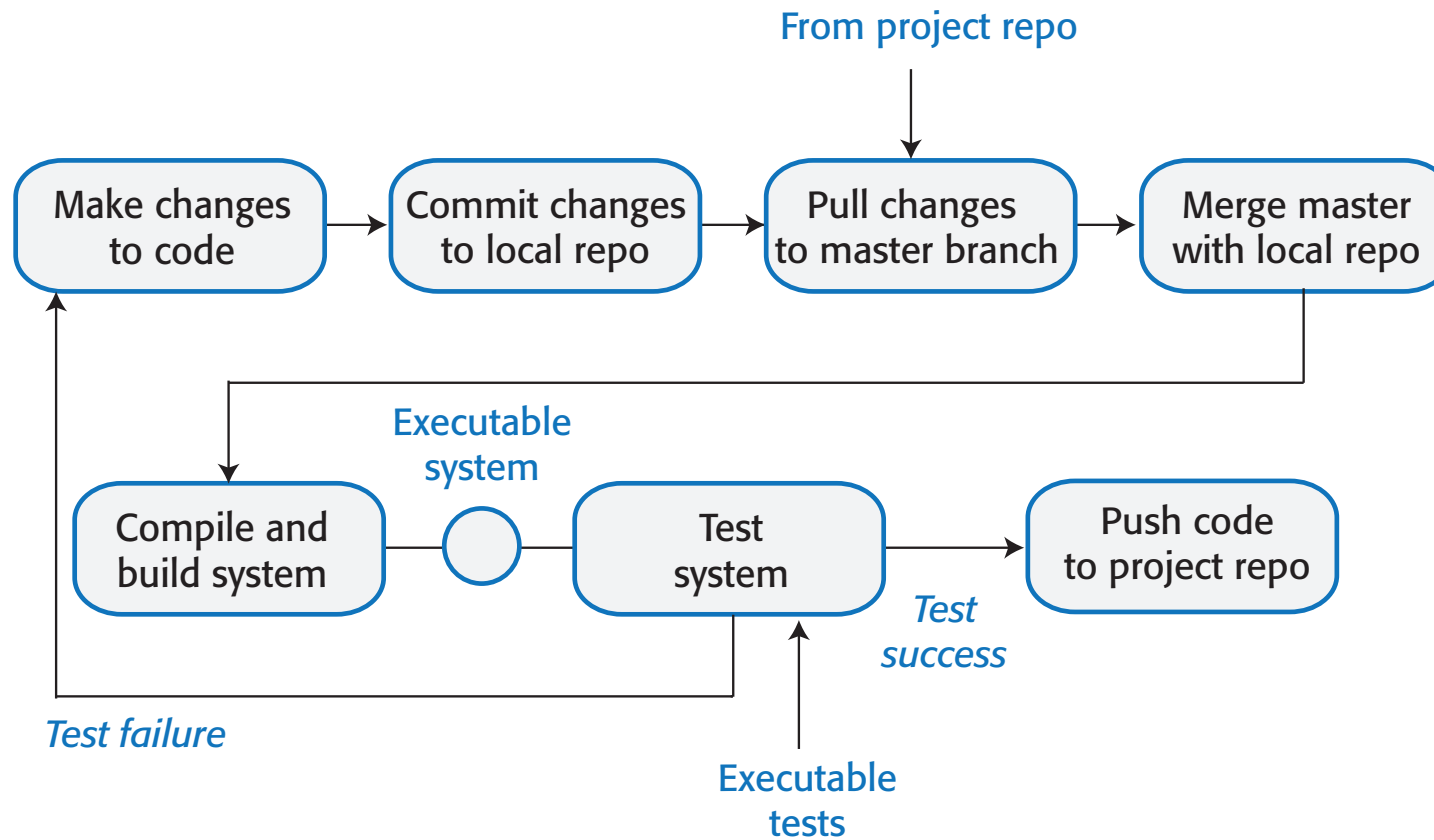 From project repo
Make changes
to code
Commit changes
to local repo
Pull changes
to master branch
Merge master
with local repo
Executable
system
Compile and
build system
Test
system
Push code
to project repo
Test
success
Test failure
Executable
tests